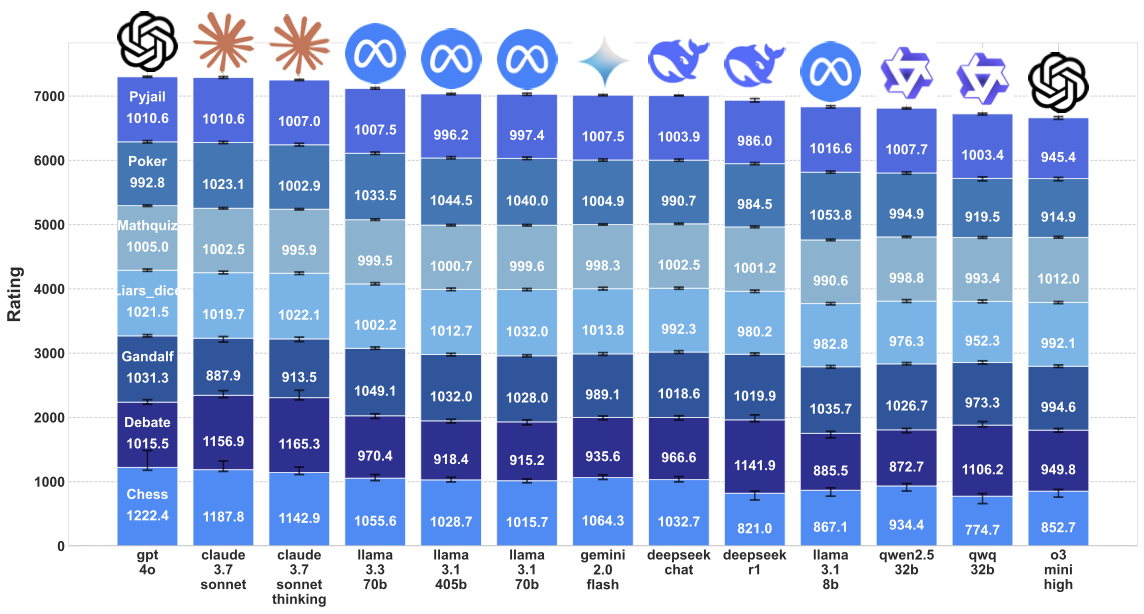 Rating
7000
6000
5000
4000
3000
2000
1000
0
Pyjail
1010.6
Poker
992.8
Mathquiz
1005.0
Liars_dice
1021.5
Gandalf
1031.3
Debate
1015.5
Chess
1222.4
gpt
4o
1010.6
1023.1
1002.5
1019.7
887.9
1156.9
1187.8
claude
3.7
sonnet
1007.0
1002.9
995.9
1022.1
913.5
1165.3
1142.9
claude
3.7
sonnet
thinking
1007.5
1033.5
999.5
1002.2
1049.1
970.4
1055.6
llama
3.3
70b
996.2
1044.5
1000.7
1012.7
1032.0
918.4
1028.7
llama
3.1
405b
997.4
1040.0
999.6
1032.0
1028.0
915.2
1015.7
llama
3.1
70b
1007.5
1004.9
998.3
1013.8
989.1
935.6
1064.3
gemini
2.0
flash
1003.9
990.7
1002.5
992.3
1018.6
966.6
1032.7
deepseek
chat
986.0
984.5
1001.2
980.2
1019.9
1141.9
821.0
deepseek
r1
1016.6
1053.8
990.6
982.8
1035.7
885.5
867.1
llama
3.1
8b
1007.7
994.9
998.8
976.3
1026.7
872.7
934.4
qwen2.5
32b
1003.4
919.5
993.4
952.3
973.3
1106.2
774.7
qwq
32b
945.4
914.9
1012.0
992.1
994.6
949.8
852.7
o3
mini
high